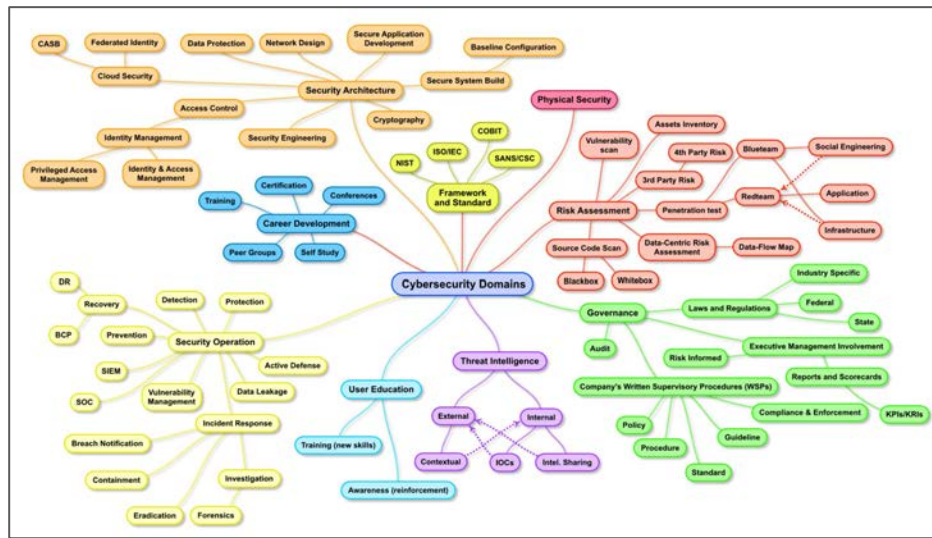 CASB
Federated Identity
Data Protection
Network Design
Secure Application
Development
Baseline Configuration
Cloud Security
Security Architecture
Secure System Build
Access Control
Cryptography
Security Engineering
Identity Management
Privileged Access
Management
Identity & Access
Management
Physical Security
COBIT
ISO/IEC
NIST
SANS/CSC
Framework
and Standard
Certification
Training
Conferences
Career Development
Peer Groups
Self Study
Vulnerability
scan
Assets Inventory
4th Party Risk
Blueteam
Social Engineering
3rd Party Risk
Redteam
Application
Risk Assessment
Penetration test
Infrastructure
Source Code Scan
Data-Centric Risk
Assessment
Data-Flow Map
Blackbox
Whitebox
Cybersecurity Domains
Industry Specific
Governance
Laws and Regulations
Federal
State
Audit
Executive Management Involvement
Risk Informed
Reports and Scorecards
Company's Written Supervisory Procedures (WSPs)
Compliance & Enforcement
KPIs/KRIs
Policy
Guideline
Procedure
Standard
DR
Detection
Protection
Recovery
BCP
Prevention
Security Operation
SIEM
Active Defense
SOC
Vulnerability
Management
Data Leakage
Incident Response
Breach Notification
Containment
Investigation
Eradication
Forensics
User Education
Training (new skills)
Awareness (reinforcement)
Threat Intelligence
External
Internal
Contextual
IOCs
Intel. Sharing